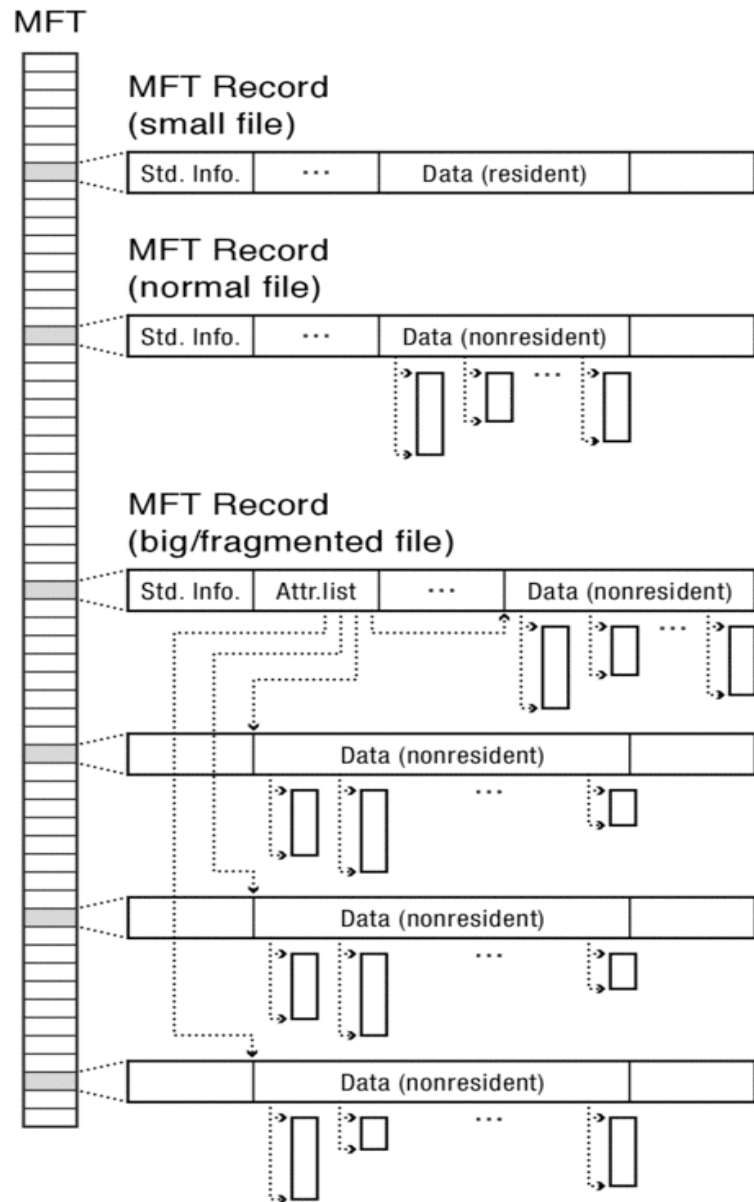 MFT
MFT Record
(small file)
Std. Info. ... Data (resident)
MFT Record
(normal file)
Std. Info. ... Data (nonresident)
...
MFT Record
(big/fragmented file)
Std. Info. Attr.list ... Data (nonresident)
...
Data (nonresident)
...
Data (nonresident)
...
Data (nonresident)
...